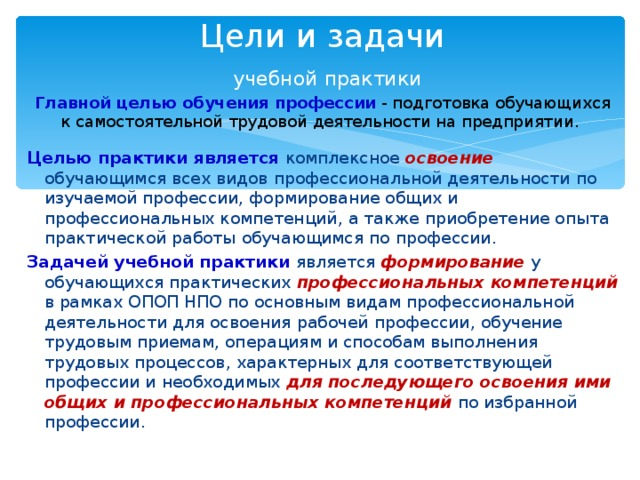 Цели и задачи
учебной практики
Главной целью обучения профессии - подготовка обучающихся
к самостоятельной трудовой деятельности на предприятии.
Целью практики является комплексное освоение
обучающимся всех видов профессиональной деятельности по
изучаемой профессии, формирование общих и
профессиональных компетенций, а также приобретение опыта
практической работы обучающимся по профессии.
Задачей учебной практики является формирование у
обучающихся практических профессиональных компетенций
в рамках ОПОП НПО по основным видам профессиональной
деятельности для освоения рабочей профессии, обучение
трудовым приемам, операциям и способам выполнения
трудовых процессов, характерных для соответствующей
профессии и необходимых для последующего освоения ими
общих и профессиональных компетенций по избранной
профессии.